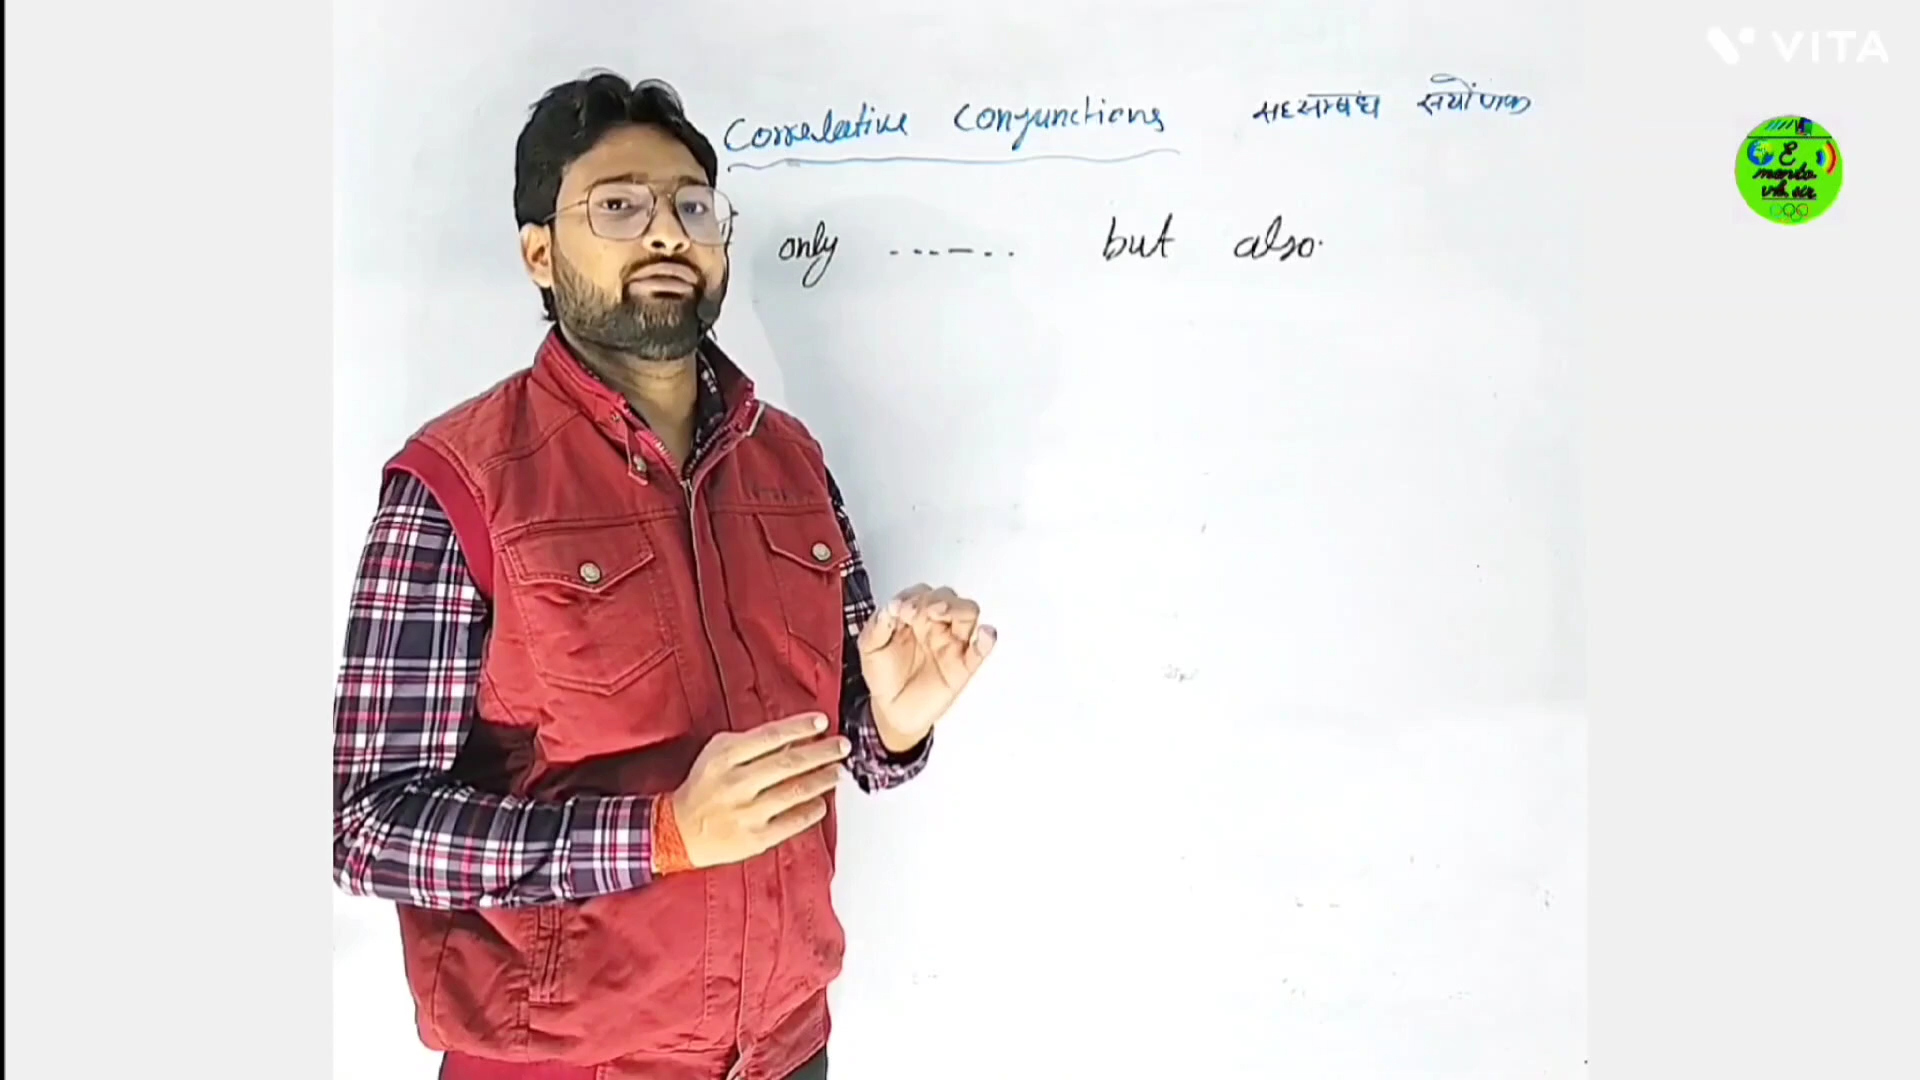 VITA
Correlative Conjunctions सहसम्बंध संयोजक
only ------ but also.
E